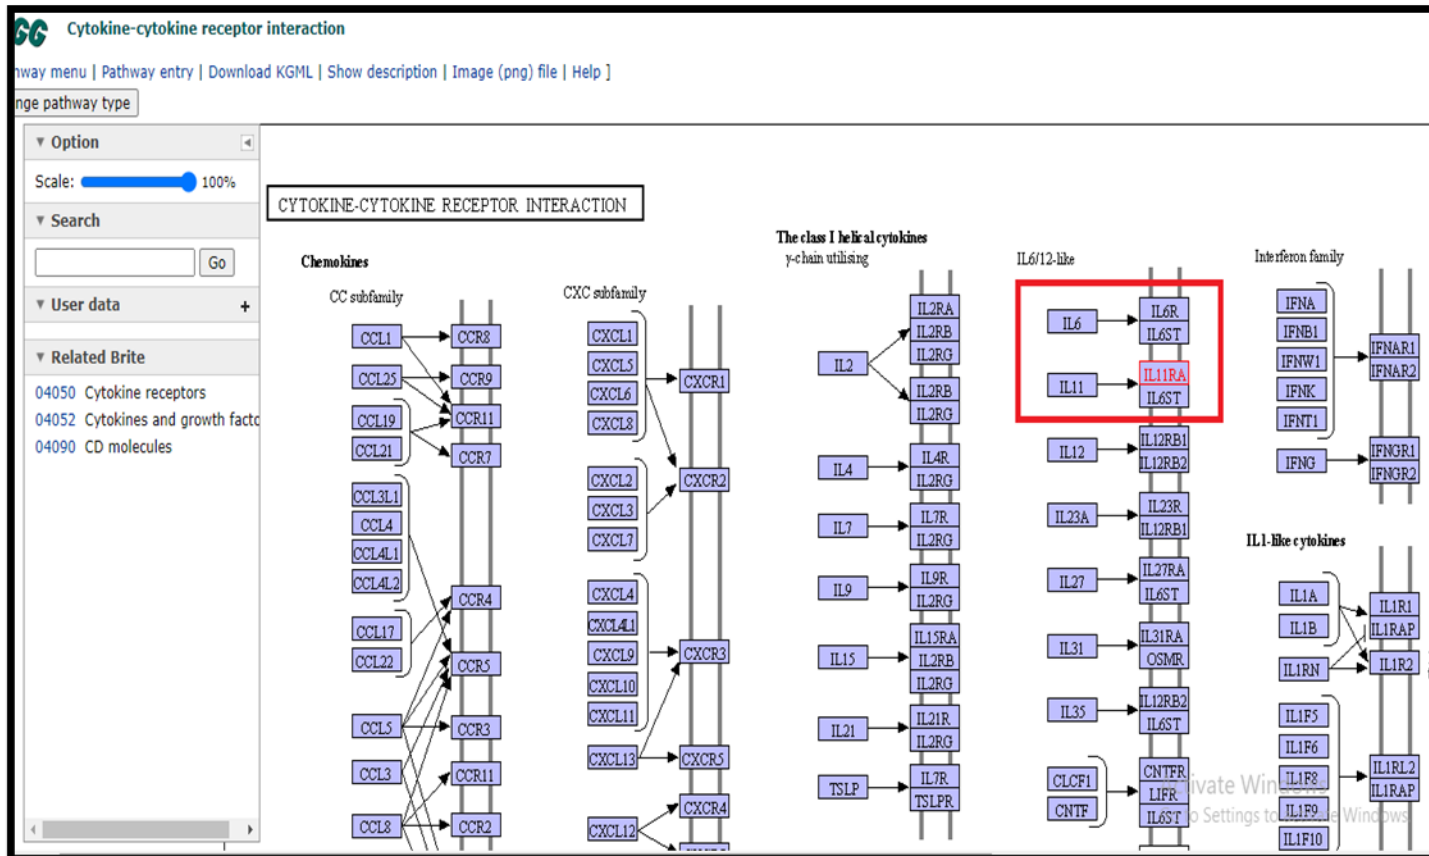 GG Cytokine-cytokine receptor interaction
hway menu | Pathway entry | Download KGML | Show description | Image (png) file | Help ]
nge pathway type
▼ Option
Scale: 100%
▼ Search
Go
▼ User data +
▼ Related Brite
04050 Cytokine receptors
04052 Cytokines and growth facto
04090 CD molecules
CYTOKINE-CYTOKINE RECEPTOR INTERACTION
Chemokines
CC subfamily
CCL1
CCL25
CCL19
CCL21
CCL3L1
CCL4
CCL4L1
CCL4L2
CCL17
CCL22
CCL5
CCL3
CCL8
CCR8
CCR9
CCR11
CCR7
CCR4
CCR5
CCR3
CCR11
CCR2
CXC subfamily
CXCL1
CXCL5
CXCL6
CXCL8
CXCL2
CXCL3
CXCL7
CXCL4
CXCL4L1
CXCL9
CXCL10
CXCL11
CXCL13
CXCL12
CXCR1
CXCR2
CXCR3
CXCR5
CXCR4
The class I helical cytokines
γ-chain utilising
IL2
IL4
IL7
IL9
IL15
IL21
TSLP
IL2RA
IL2RB
IL2RG
IL2RB
IL2RG
IL4R
IL2RG
IL7R
IL2RG
IL9R
IL2RG
IL15RA
IL2RB
IL2RG
IL21R
IL2RG
IL7R
TSLPR
IL6/12-like
IL6
IL11
IL12
IL23A
IL27
IL31
IL35
CLCF1
CNTF
IL6R
IL6ST
IL11RA
IL6ST
IL12RB1
IL12RB2
IL23R
IL12RB1
IL27RA
IL6ST
IL31RA
OSMR
IL12RB2
IL6ST
CNTFR
LIFR
IL6ST
Interferon family
IFNA
IFNB1
IFNW1
IFNK
IFNT1
IFNG
IFNAR1
IFNAR2
IFNGR1
IFNGR2
IL1-like cytokines
IL1A
IL1B
IL1RN
IL1F5
IL1F6
IL1F8
IL1F9
IL1F10
IL1R1
IL1RAP
IL1R2
IL1RL2
IL1RAP
Activate Windows
Go to Settings to activate Windows